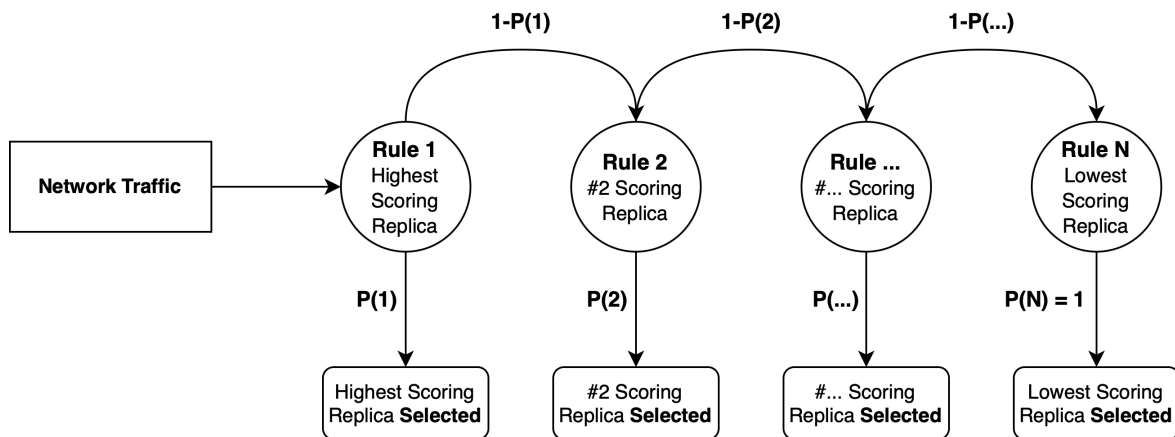 1-P(1)
1-P(2)
1-P(...)
Network Traffic
Rule 1
Highest
Scoring
Replica
Rule 2
#2 Scoring
Replica
Rule ...
#... Scoring
Replica
Rule N
Lowest
Scoring
Replica
P(1)
P(2)
P(...)
P(N) = 1
Highest Scoring
Replica Selected
#2 Scoring
Replica Selected
#... Scoring
Replica Selected
Lowest Scoring
Replica Selected